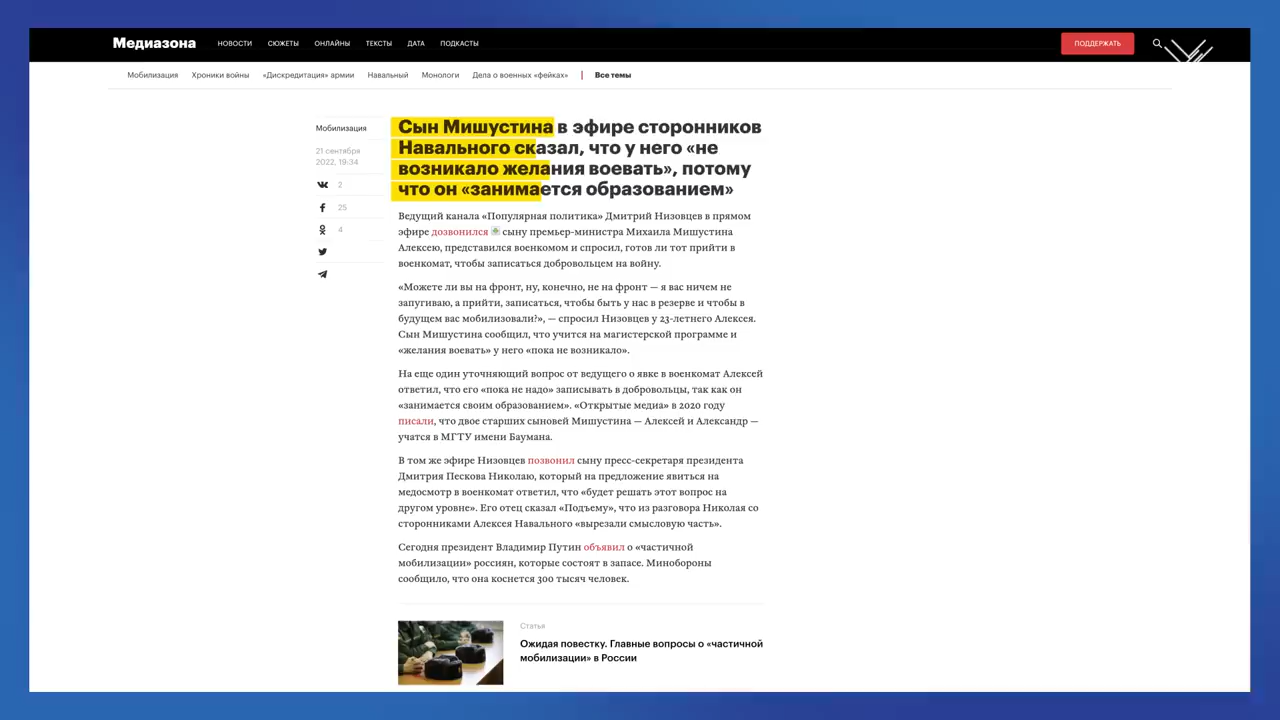 Медиазона
НОВОСТИ СЮЖЕТЫ ОНЛАЙНЫ ТЕКСТЫ ДАТА ПОДКАСТЫ
ПОДДЕРЖАТЬ
Мобилизация Хроники войны «Дискредитация» армии Навальный Монологи Дела о военных «фейках» Все темы
Мобилизация
21 сентября
2022, 19:34
2
25
4
Сын Мишустина в эфире сторонников
Навального сказал, что у него «не
возникало желания воевать», потому
что он «занимается образованием»
Ведущий канала «Популярная политика» Дмитрий Низовцев в прямом
эфире дозвонился сыну премьер-министра Михаила Мишустина
Алексею, представился военкомом и спросил, готов ли тот прийти в
военкомат, чтобы записаться добровольцем на войну.
«Можете ли вы на фронт, ну, конечно, не на фронт — я вас ничем не
запугиваю, а прийти, записаться, чтобы быть у нас в резерве и чтобы в
будущем вас мобилизовали?», — спросил Низовцев у 23-летнего Алексея.
Сын Мишустина сообщил, что учится на магистерской программе и
«желания воевать» у него «пока не возникало».
На еще один уточняющий вопрос от ведущего о явке в военкомат Алексей
ответил, что его «пока не надо» записывать в добровольцы, так как он
«занимается своим образованием». «Открытые медиа» в 2020 году
писали, что двое старших сыновей Мишустина — Алексей и Александр —
учатся в МГТУ имени Баумана.
В том же эфире Низовцев позвонил сыну пресс-секретаря президента
Дмитрия Пескова Николаю, который на предложение явиться на
медосмотр в военкомат ответил, что «будет решать этот вопрос на
другом уровне». Его отец сказал «Подъему», что из разговора Николая со
сторонниками Алексея Навального «вырезали смысловую часть».
Сегодня президент Владимир Путин объявил о «частичной
мобилизации» россиян, которые состоят в запасе. Минобороны
сообщило, что она коснется 300 тысяч человек.
Статья
Ожидая повестку. Главные вопросы о «частичной
мобилизации» в России